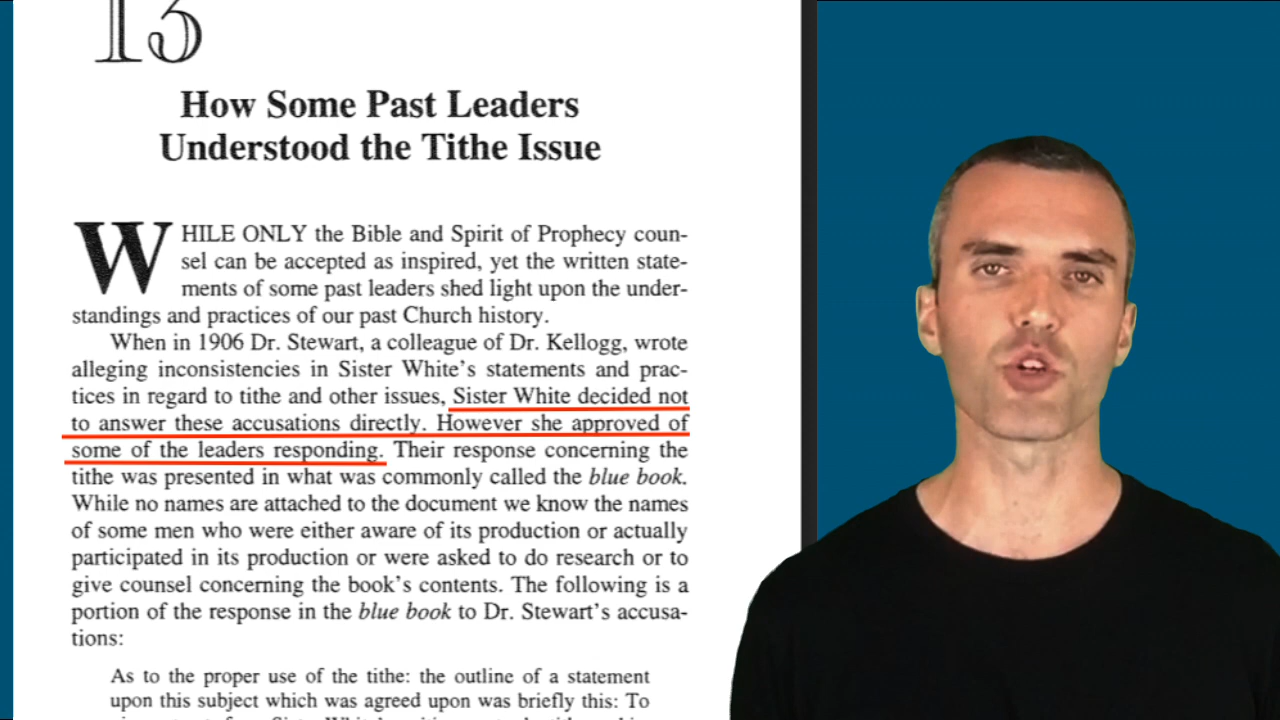 13
How Some Past Leaders
Understood the Tithe Issue
WHILE ONLY the Bible and Spirit of Prophecy coun-
sel can be accepted as inspired, yet the written state-
ments of some past leaders shed light upon the under-
standings and practices of our past Church history.
When in 1906 Dr. Stewart, a colleague of Dr. Kellogg, wrote
alleging inconsistencies in Sister White's statements and prac-
tices in regard to tithe and other issues, Sister White decided not
to answer these accusations directly. However she approved of
some of the leaders responding. Their response concerning the
tithe was presented in what was commonly called the blue book.
While no names are attached to the document we know the names
of some men who were either aware of its production or actually
participated in its production or were asked to do research or to
give counsel concerning the book's contents. The following is a
portion of the response in the blue book to Dr. Stewart's accusa-
tions:
As to the proper use of the tithe: the outline of a statement
upon this subject which was agreed upon was briefly this: To